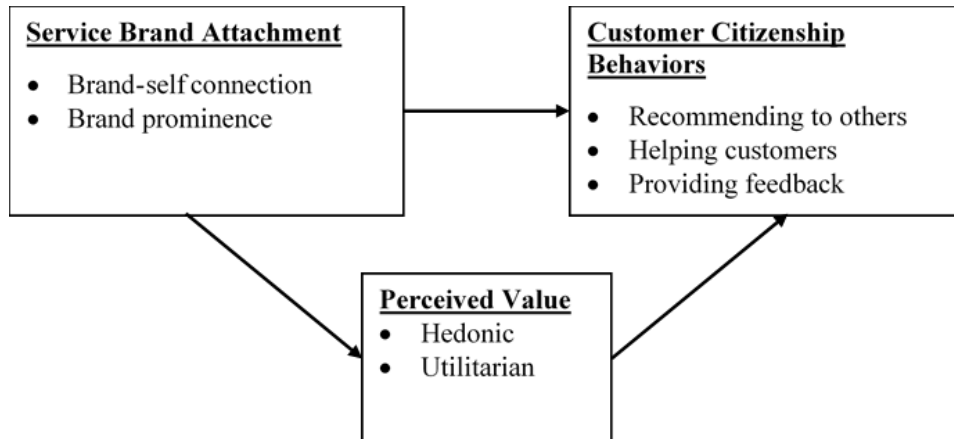 Service Brand Attachment
• Brand-self connection
• Brand prominence
Customer Citizenship
Behaviors
• Recommending to others
• Helping customers
• Providing feedback
Perceived Value
• Hedonic
• Utilitarian